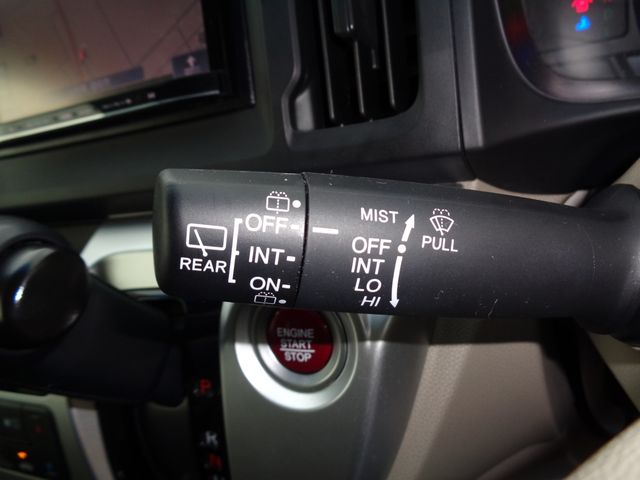 MIST
OFF
INT
LO
HI
PULL
REAR
OFF
INT
ON
ENGINE
START
STOP
P
R